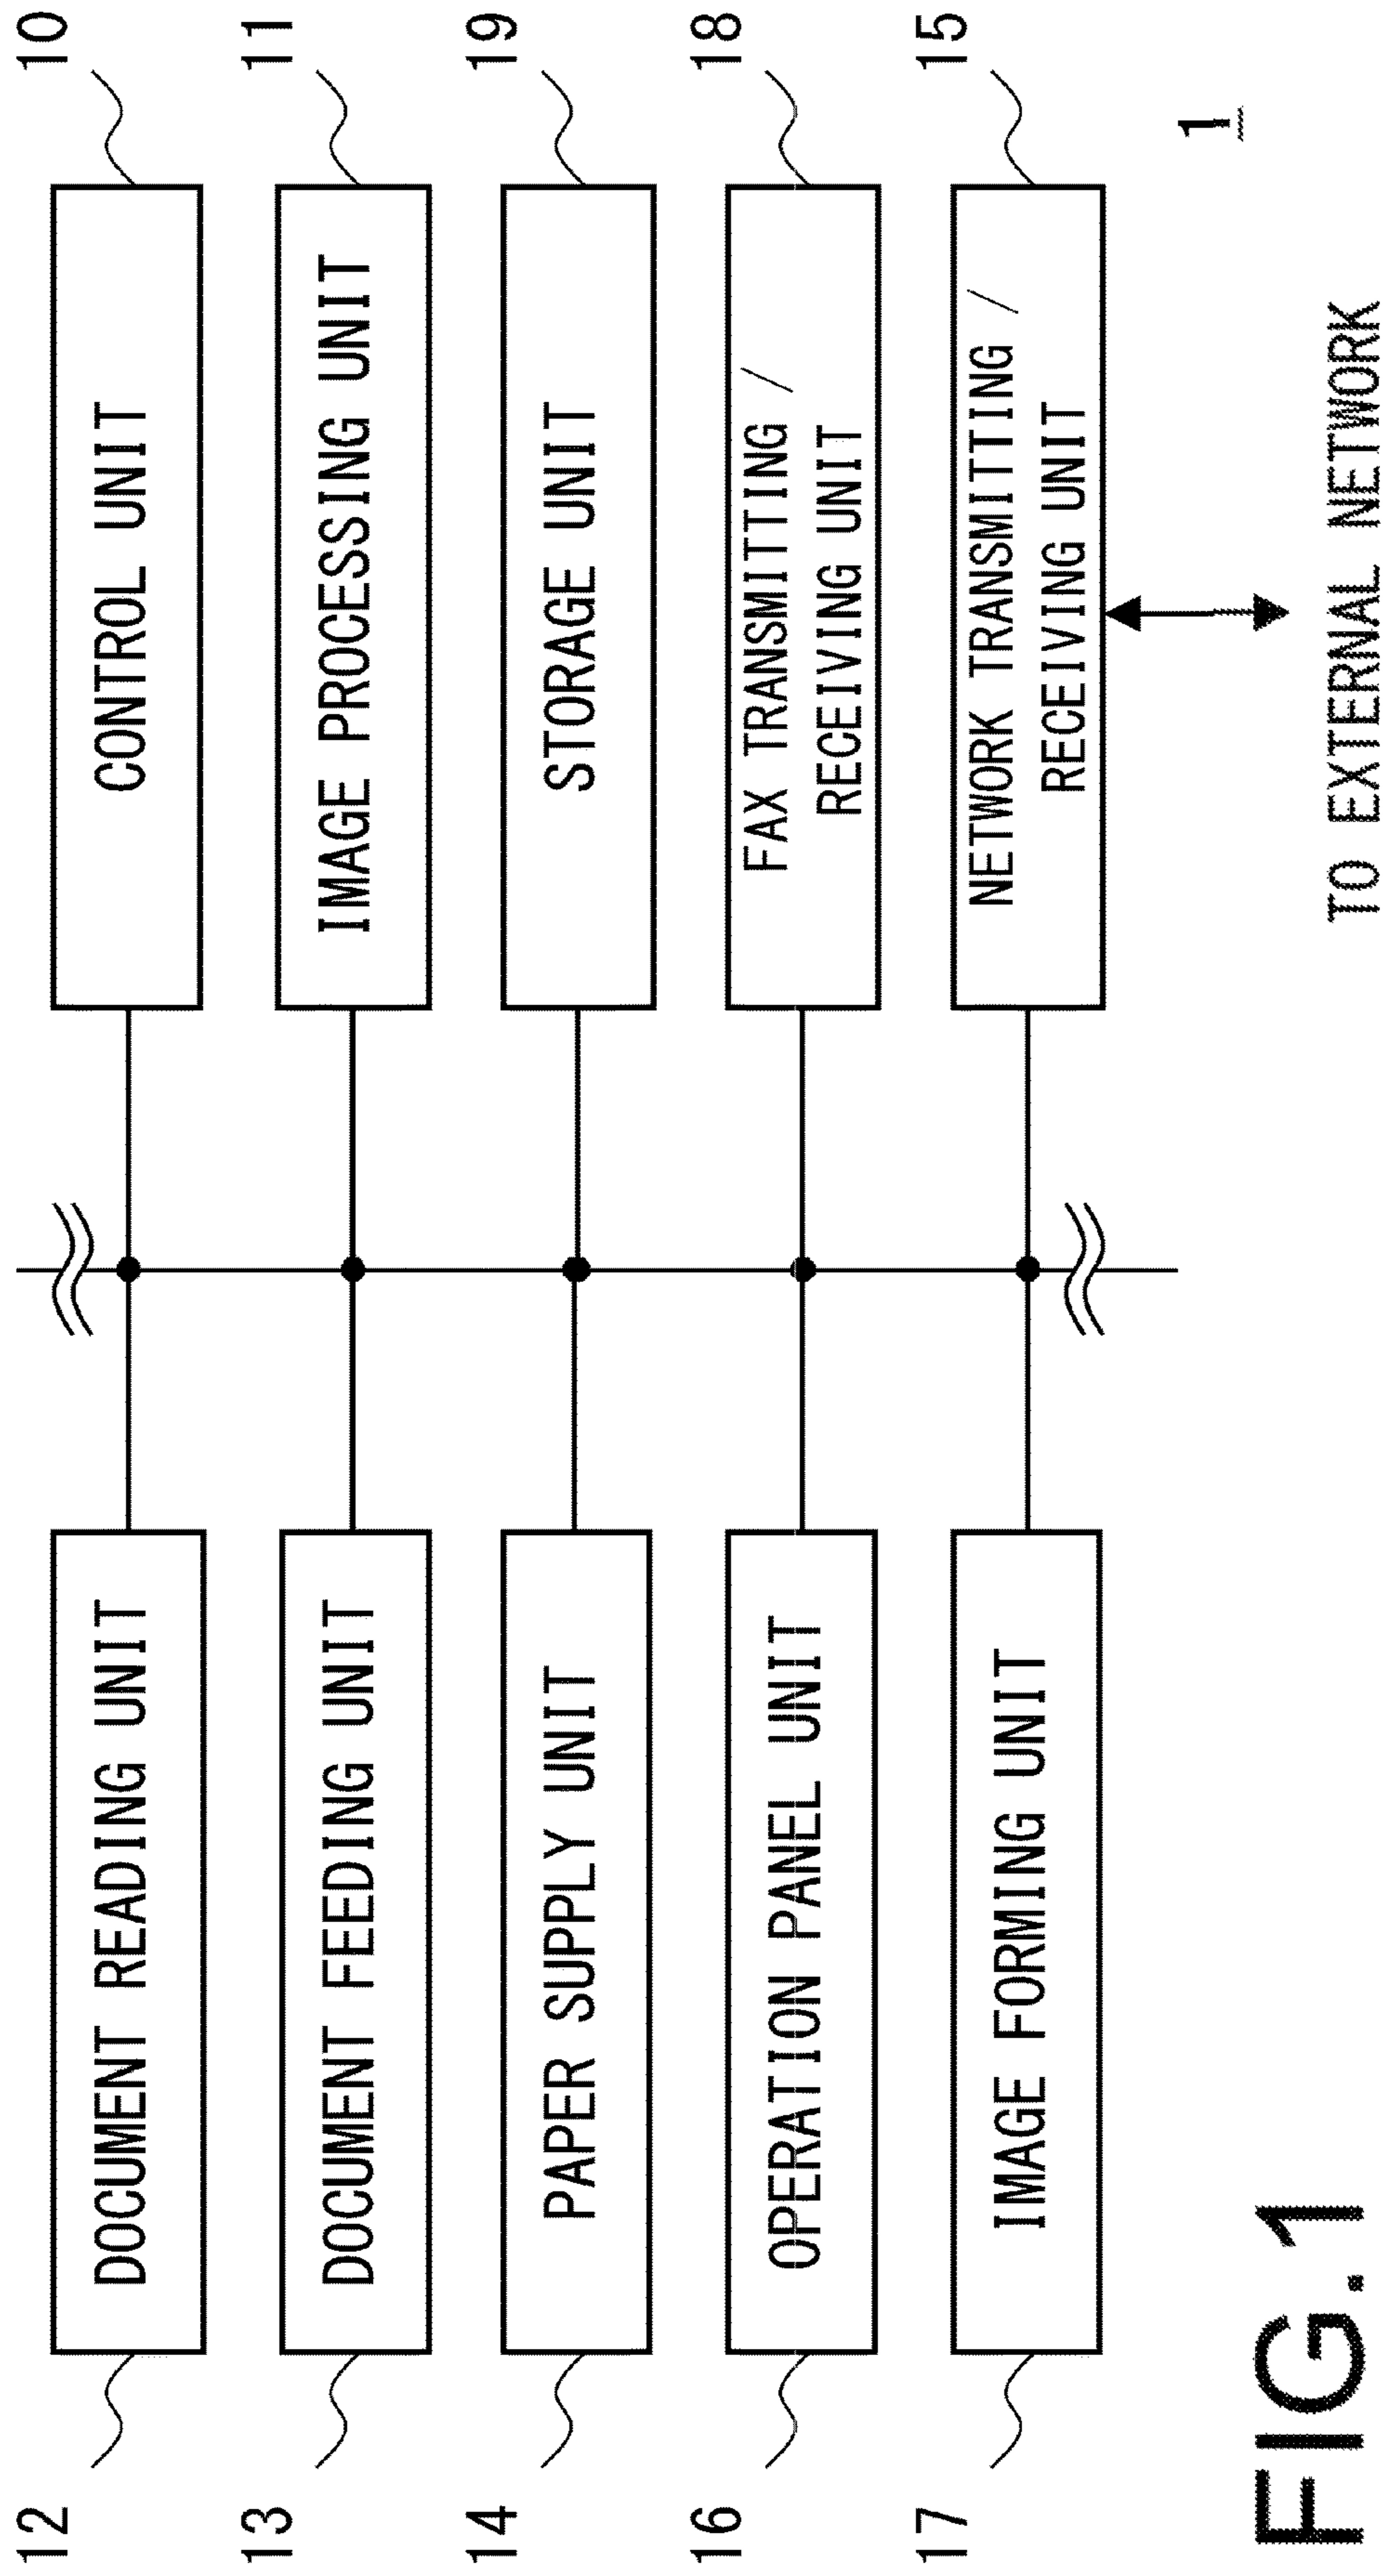 12
DOCUMENT READING UNIT
CONTROL UNIT
10
13
DOCUMENT FEEDING UNIT
IMAGE PROCESSING UNIT
11
14
PAPER SUPPLY UNIT
STORAGE UNIT
19
16
OPERATION PANEL UNIT
FAX TRANSMITTING /
RECEIVING UNIT
18
17
IMAGE FORMING UNIT
NETWORK TRANSMITTING /
RECEIVING UNIT
15
1
TO EXTERNAL NETWORK
FIG.1